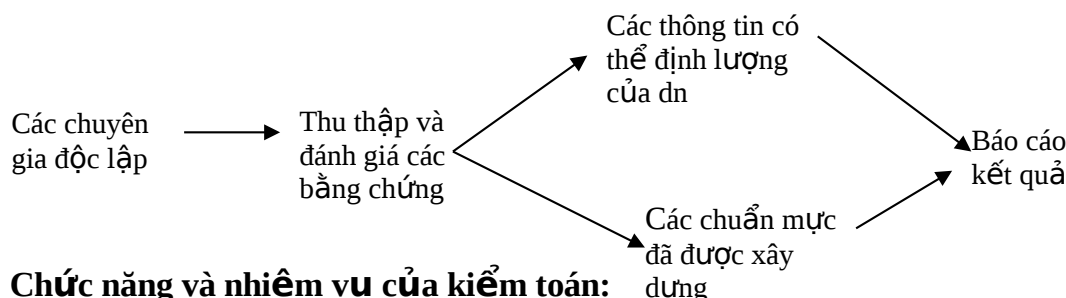 Các chuyên
gia độc lập
Thu thập và
đánh giá các
bằng chứng
Các thông tin có
thể định lượng
của dn
Các chuẩn mực
đã được xây
dựng
Báo cáo
kết quả
Chức năng và nhiệm vụ của kiểm toán: